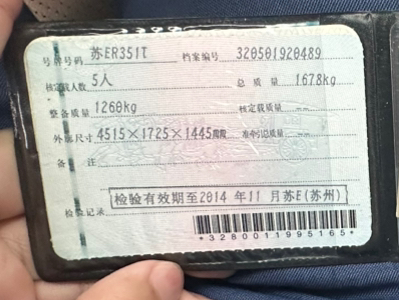 号牌号码 苏ER351T 档案编号 320501920489
核定载人数 5人 总质量 1678kg
整备质量 1260kg 核定载质量 --
外廓尺寸 4515×1725×1445 准牵引总质量 --
备注
检验有效期至2014年11月苏E(苏州)
检验记录
*3280011995165*